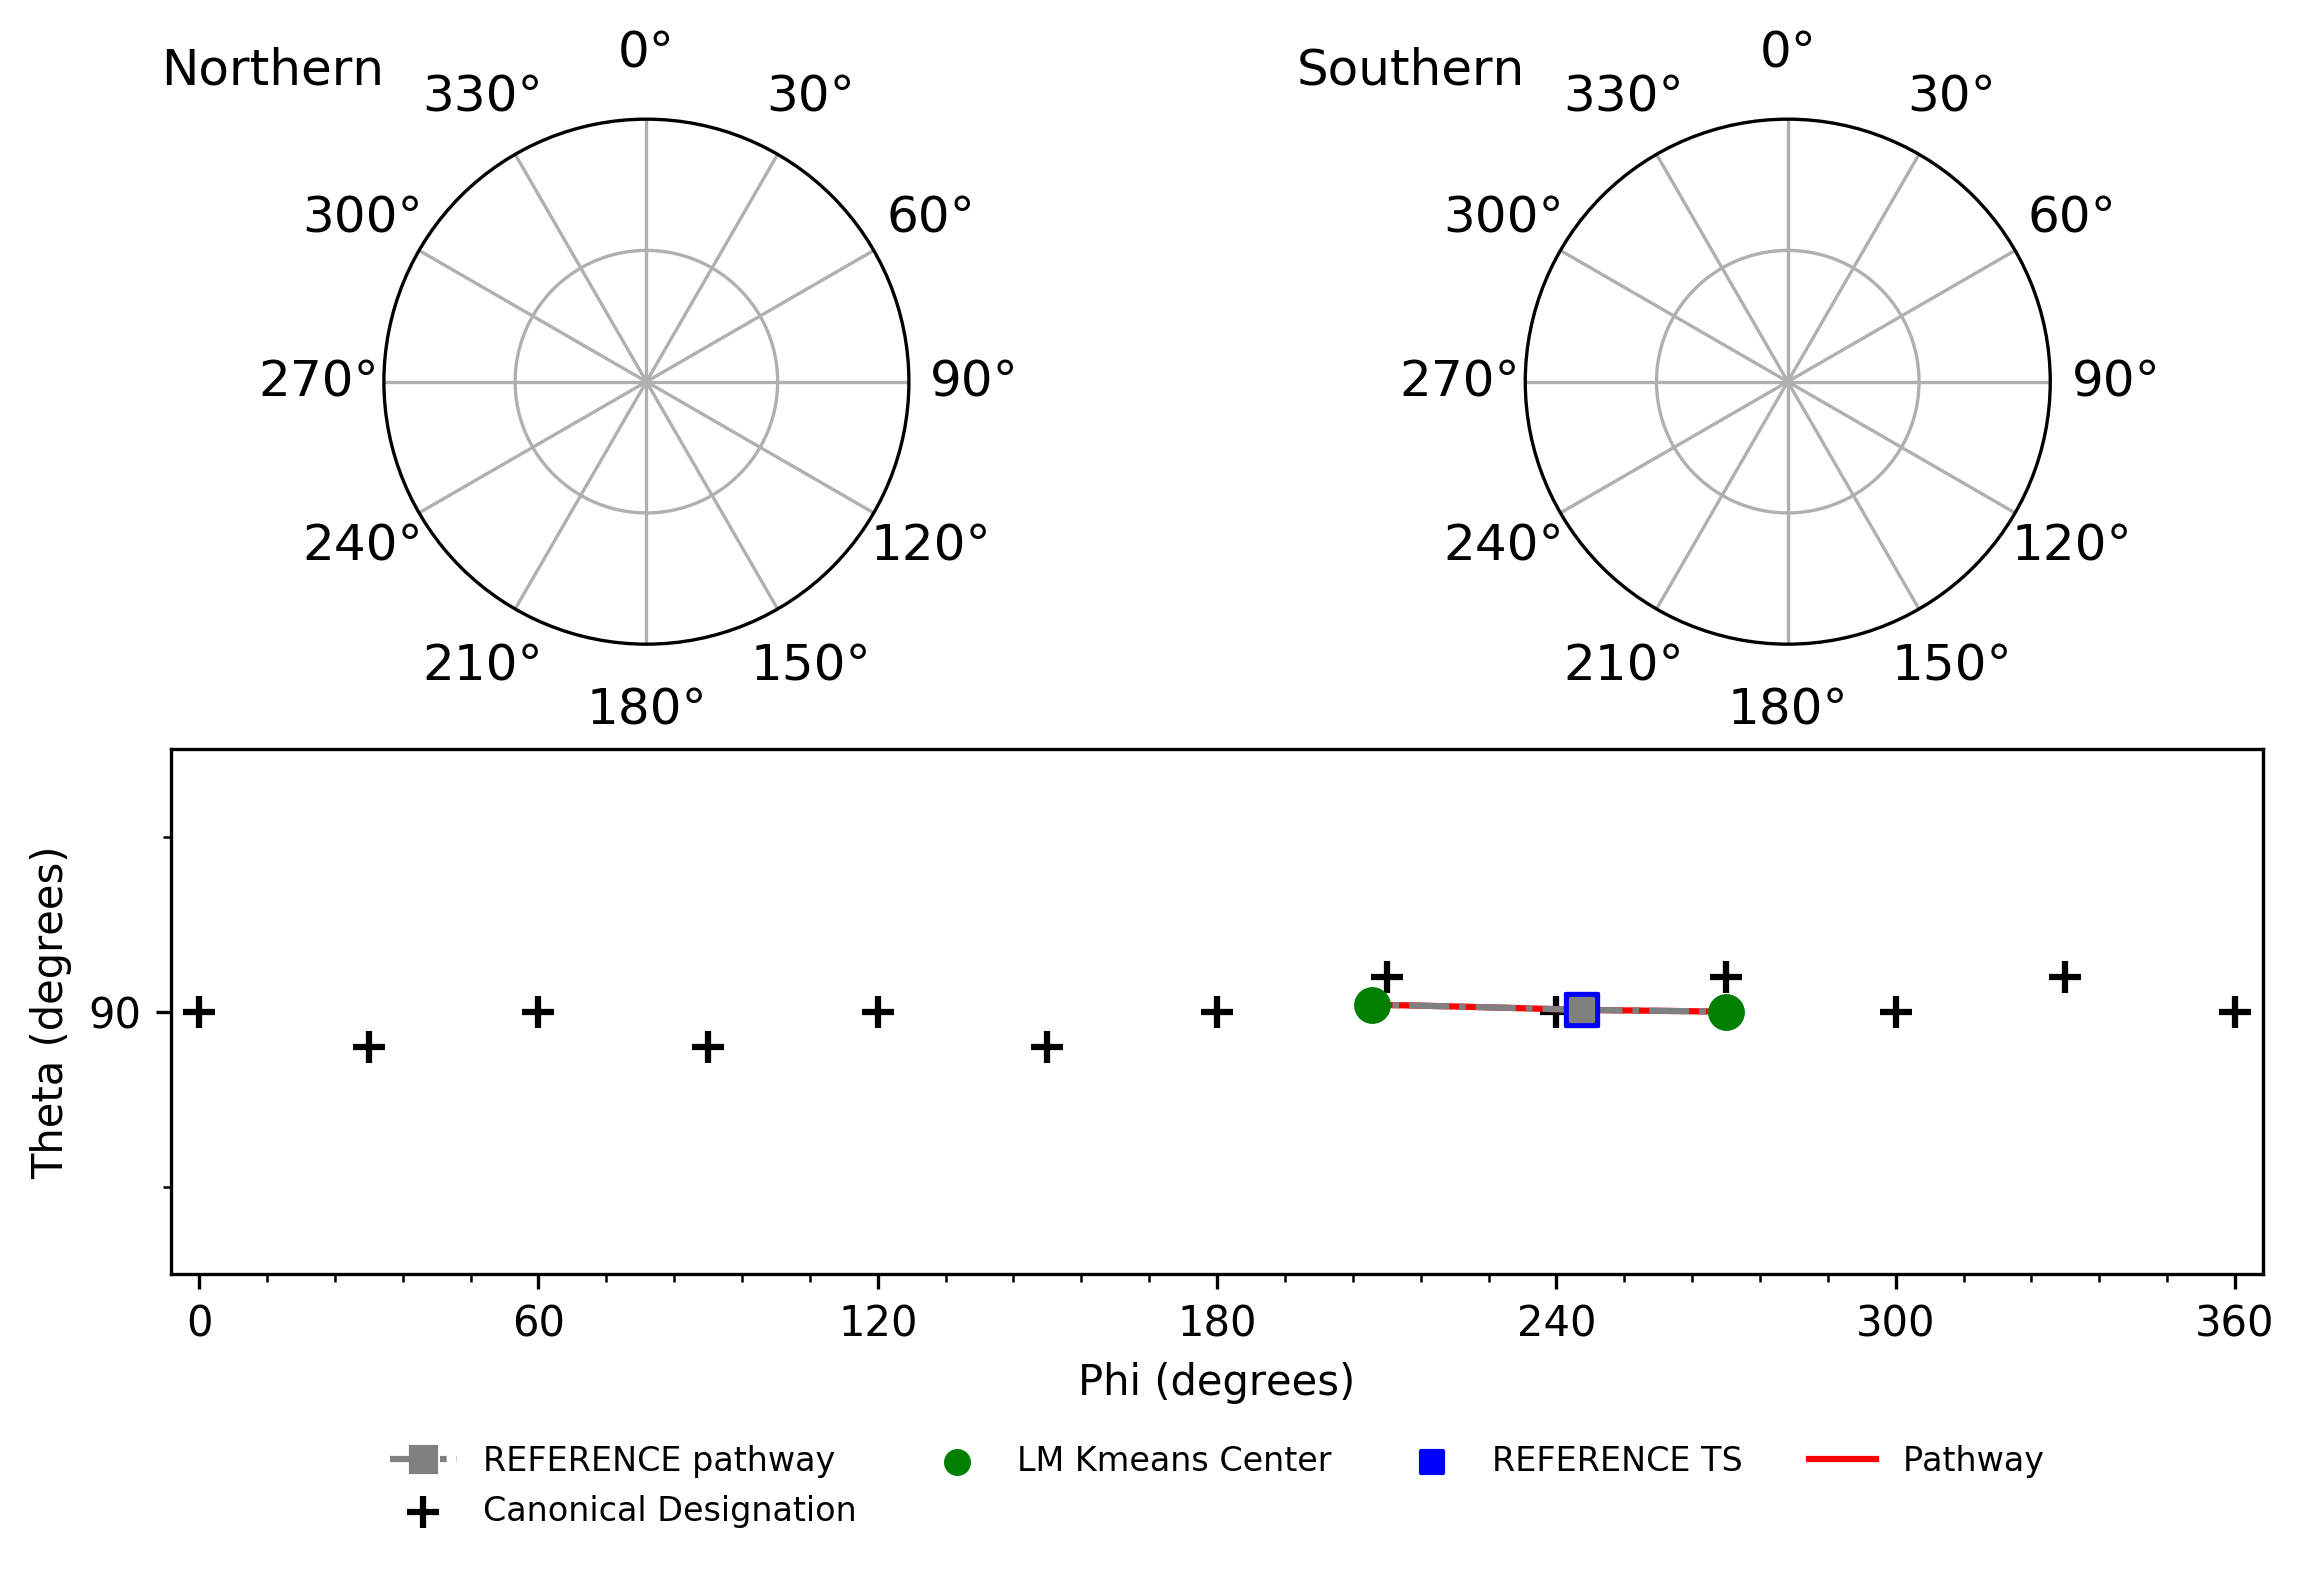 Northern
0°
330°
30°
300°
60°
270°
90°
240°
120°
210°
150°
180°
Southern
0°
330°
30°
300°
60°
270°
90°
240°
120°
210°
150°
180°
Theta (degrees)
90
0 60 120 180 240 300 360
Phi (degrees)
REFERENCE pathway
Canonical Designation
LM Kmeans Center
REFERENCE TS
Pathway